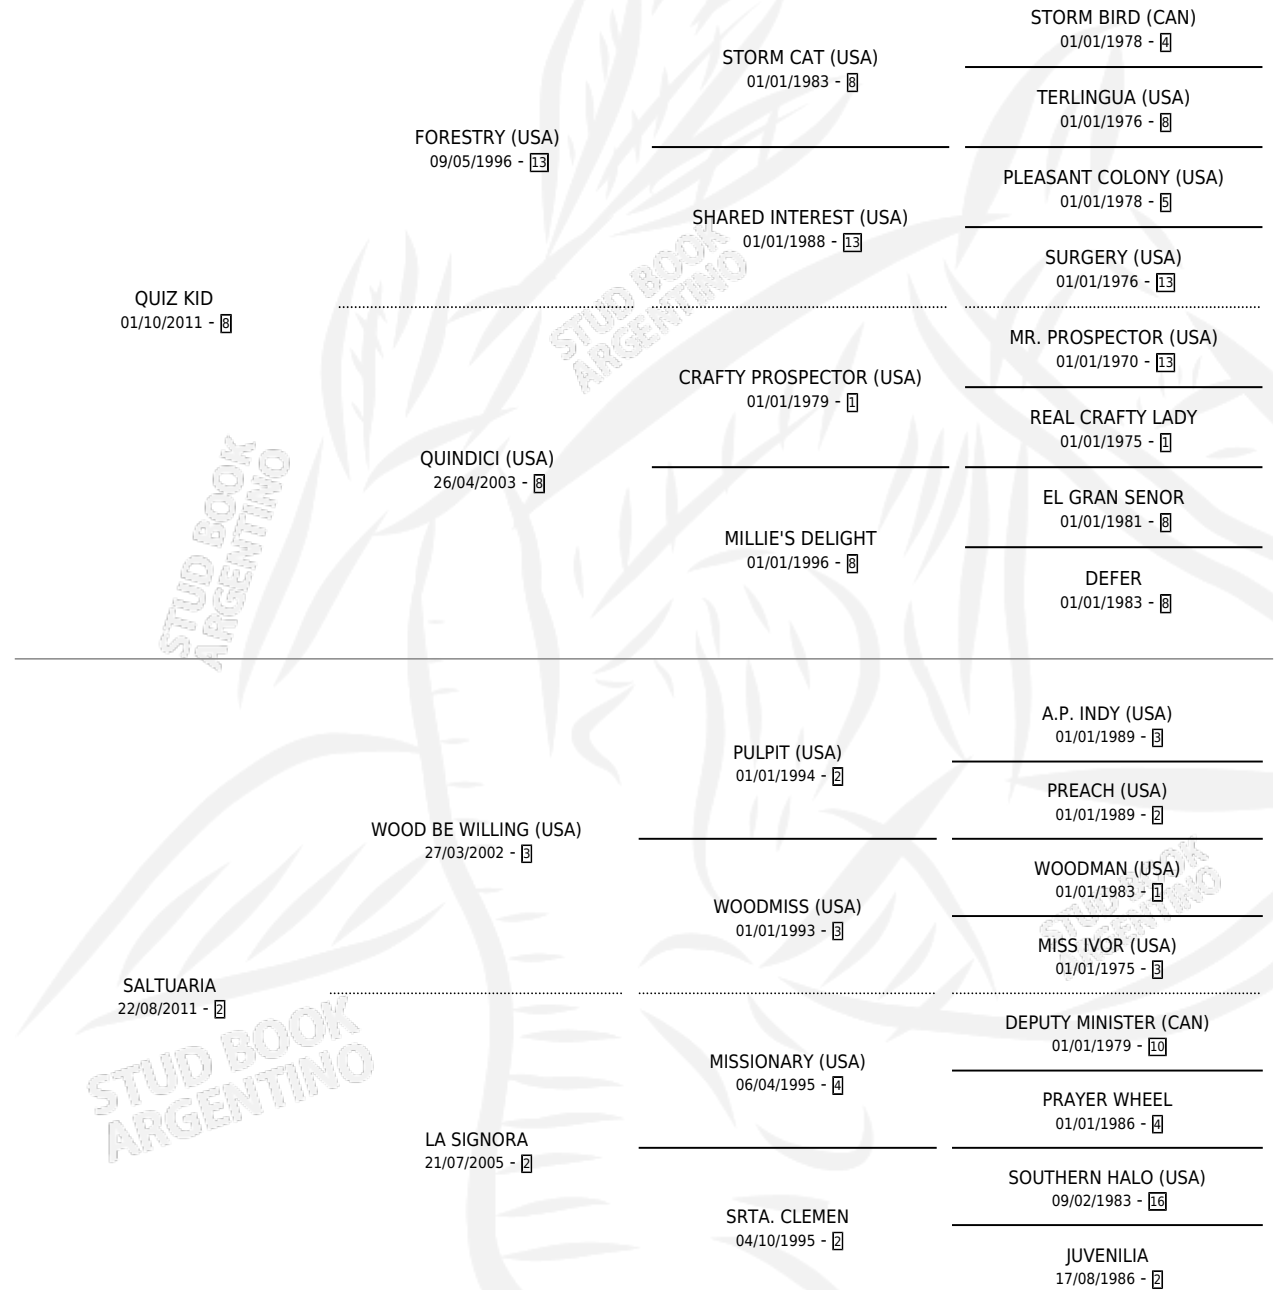 STORM BIRD (CAN)
01/01/1978 - 4
STORM CAT (USA)
01/01/1983 - 8
TERLINGUA (USA)
01/01/1976 - 8
FORESTRY (USA)
09/05/1996 - 13
PLEASANT COLONY (USA)
01/01/1978 - 5
SHARED INTEREST (USA)
01/01/1988 - 13
SURGERY (USA)
01/01/1976 - 13
QUIZ KID
01/10/2011 - 8
MR. PROSPECTOR (USA)
01/01/1970 - 13
CRAFTY PROSPECTOR (USA)
01/01/1979 - 1
REAL CRAFTY LADY
01/01/1975 - 1
QUINDICI (USA)
26/04/2003 - 8
EL GRAN SENOR
01/01/1981 - 8
MILLIE'S DELIGHT
01/01/1996 - 8
DEFER
01/01/1983 - 8
A.P. INDY (USA)
01/01/1989 - 3
PULPIT (USA)
01/01/1994 - 2
PREACH (USA)
01/01/1989 - 2
WOOD BE WILLING (USA)
27/03/2002 - 3
WOODMAN (USA)
01/01/1983 - 1
WOODMISS (USA)
01/01/1993 - 3
MISS IVOR (USA)
01/01/1975 - 3
SALTUARIA
22/08/2011 - 2
DEPUTY MINISTER (CAN)
01/01/1979 - 10
MISSIONARY (USA)
06/04/1995 - 4
PRAYER WHEEL
01/01/1986 - 4
LA SIGNORA
21/07/2005 - 2
SOUTHERN HALO (USA)
09/02/1983 - 16
SRTA. CLEMEN
04/10/1995 - 2
JUVENILIA
17/08/1986 - 2
STUD BOOK
ARGENTINO
STUD BOOK
ARGENTINO
STUD BOOK
ARGENTINO
STUD BOOK
ARGENTINO